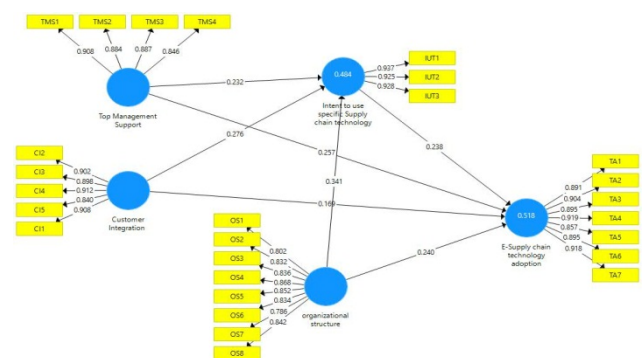 TMS1
TMS2
TMS3
TMS4
0.908
0.884
0.887
0.846
Top Management
Support
0.232
0.484
Intent to use
specific Supply
chain technology
0.937
0.925
0.928
IUT1
IUT2
IUT3
0.276
0.257
0.238
0.341
CI2
CI3
CI4
CI5
CI1
0.902
0.898
0.912
0.840
0.908
Customer
Integration
0.169
0.240
0.518
E-Supply chain
technology
adoption
0.891
0.904
0.895
0.919
0.857
0.895
0.918
TA1
TA2
TA3
TA4
TA5
TA6
TA7
OS1
OS2
OS3
OS4
OS5
OS6
OS7
OS8
0.802
0.832
0.836
0.868
0.852
0.834
0.786
0.842
organizational
structure